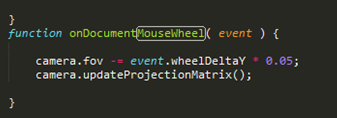 }
function onDocumentMouseWheel( event ) {
camera.fov -= event.wheelDeltaY * 0.05;
camera.updateProjectionMatrix();
}